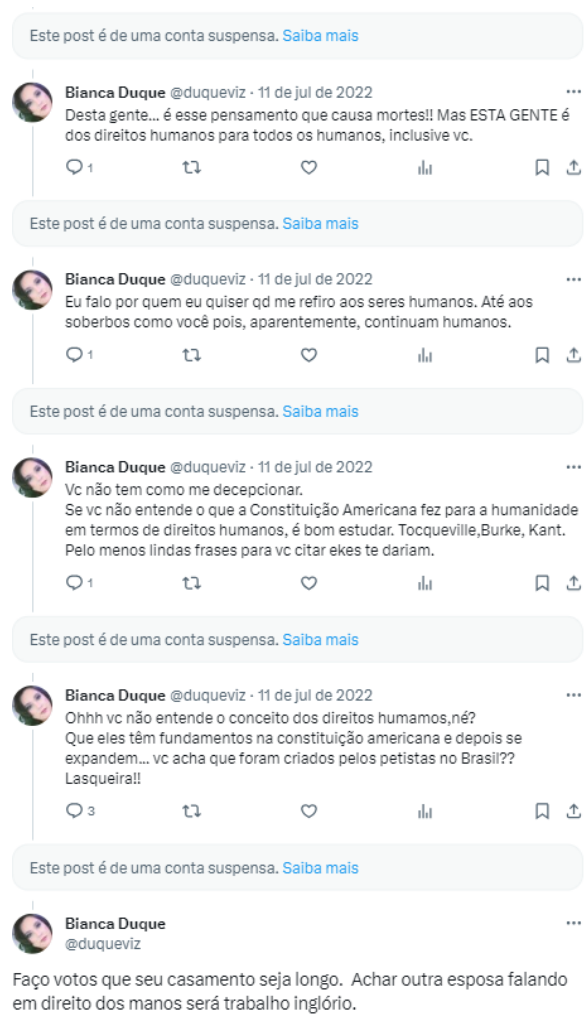 Este post é de uma conta suspensa. Saiba mais
Bianca Duque @duqueviz · 11 de jul de 2022
Desta gente... é esse pensamento que causa mortes!! Mas ESTA GENTE é
dos direitos humanos para todos os humanos, inclusive vc.
1
Este post é de uma conta suspensa. Saiba mais
Bianca Duque @duqueviz · 11 de jul de 2022
Eu falo por quem eu quiser qd me refiro aos seres humanos. Até aos
soberbos como você pois, aparentemente, continuam humanos.
1
Este post é de uma conta suspensa. Saiba mais
Bianca Duque @duqueviz · 11 de jul de 2022
Vc não tem como me decepcionar.
Se vc não entende o que a Constituição Americana fez para a humanidade
em termos de direitos humanos, é bom estudar. Tocqueville,Burke, Kant.
Pelo menos lindas frases para vc citar ekes te dariam.
1
Este post é de uma conta suspensa. Saiba mais
Bianca Duque @duqueviz · 11 de jul de 2022
Ohhh vc não entende o conceito dos direitos humamos,né?
Que eles têm fundamentos na constituição americana e depois se
expandem... vc acha que foram criados pelos petistas no Brasil??
Lasqueira!!
3
Este post é de uma conta suspensa. Saiba mais
Bianca Duque
@duqueviz
Faço votos que seu casamento seja longo.  Achar outra esposa falando
em direito dos manos será trabalho inglório.